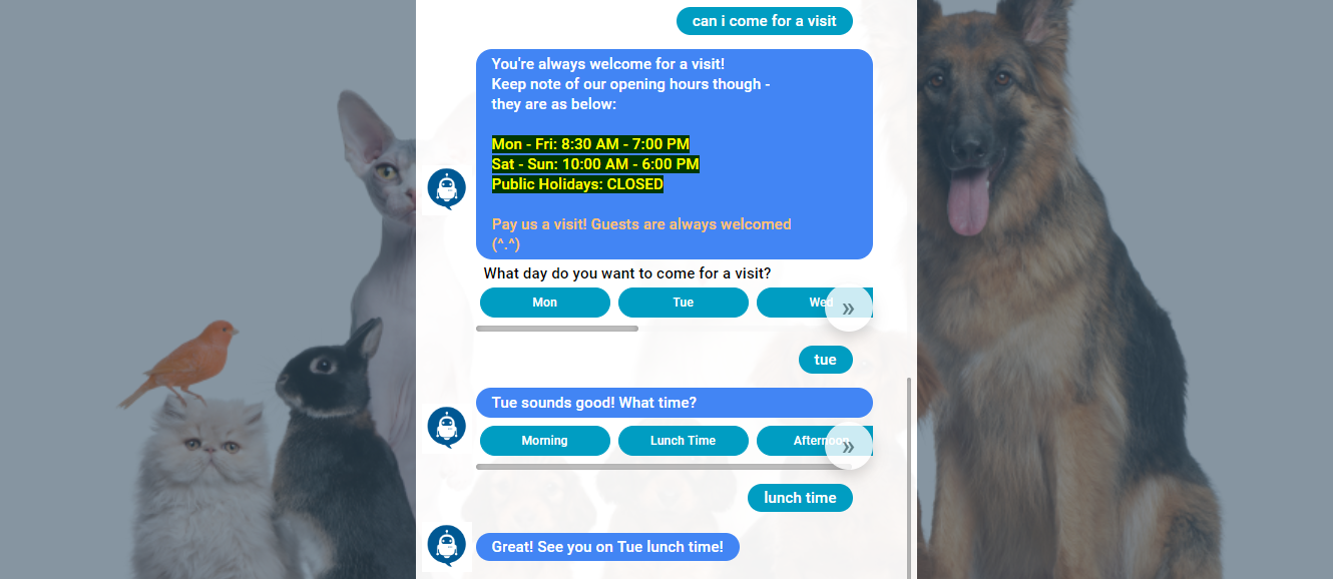 can i come for a visit
You're always welcome for a visit!
Keep note of our opening hours though -
they are as below:
Mon - Fri: 8:30 AM - 7:00 PM
Sat - Sun: 10:00 AM - 6:00 PM
Public Holidays: CLOSED
Pay us a visit! Guests are always welcomed
(^.^)
What day do you want to come for a visit?
Mon Tue Wed »
tue
Tue sounds good! What time?
Morning Lunch Time Afternoon »
lunch time
Great! See you on Tue lunch time!